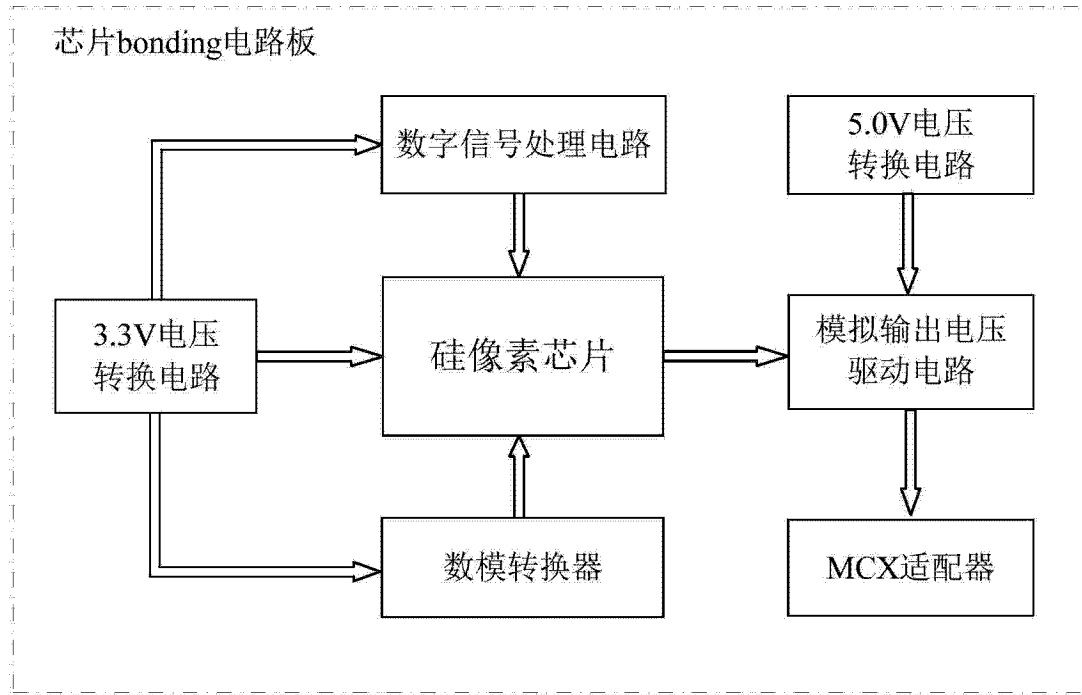 芯片bonding电路板
数字信号处理电路
5.0V电压
转换电路
3.3V电压
转换电路
硅像素芯片
模拟输出电压
驱动电路
数模转换器
MCX适配器